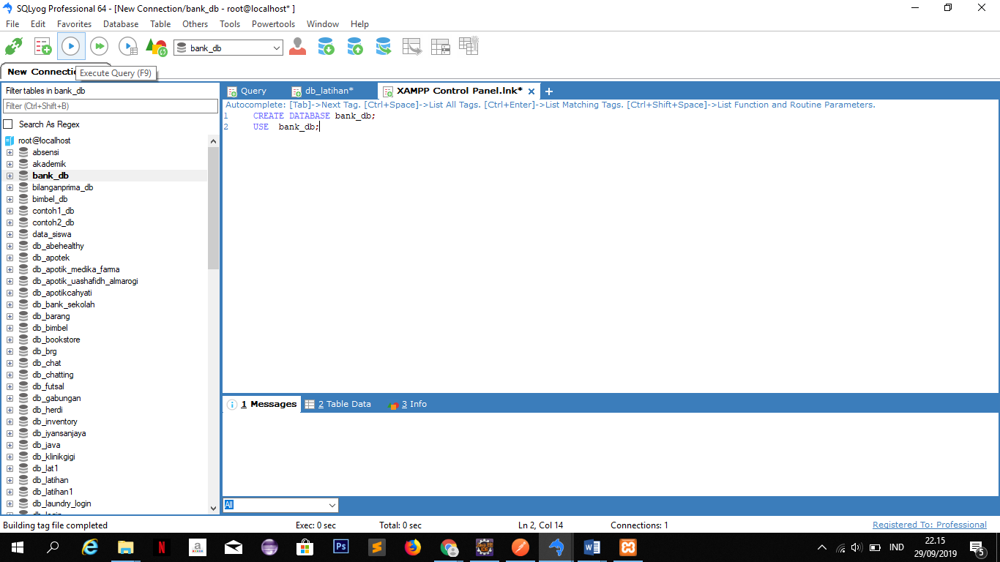 SQLyog Professional 64 - [New Connection/bank_db - root@localhost* ]
File Edit Favorites Database Table Others Tools Powertools Window Help
bank_db
New Connectio
Execute Query (F9)
Filter tables in bank_db
Filter (Ctrl+Shift+B)
Search As Regex
root@localhost
absensi
akademik
bank_db
bilanganprima_db
bimbel_db
contoh1_db
contoh2_db
data_siswa
db_abehealthy
db_apotek
db_apotik_medika_farma
db_apotik_uashafidh_almarogi
db_apotikcahyati
db_bank_sekolah
db_barang
db_bimbel
db_bookstore
db_brg
db_chat
db_chatting
db_futsal
db_gabungan
db_herdi
db_inventory
db_iyansanjaya
db_java
db_klinikgigi
db_lat1
db_latihan
db_latihan1
db_laundry_login
Query db_latihan* XAMPP Control Panel.lnk*
Autocomplete: [Tab]->Next Tag. [Ctrl+Space]->List All Tags. [Ctrl+Enter]->List Matching Tags. [Ctrl+Shift+Space]->List Function and Routine Parameters.
1 CREATE DATABASE bank_db;
2 USE  bank_db;
1 Messages 2 Table Data 3 Info
All
Building tag file completed Exec: 0 sec Total: 0 sec Ln 2, Col 14 Connections: 1 Registered To: Professional
IND
22.15
29/09/2019
5